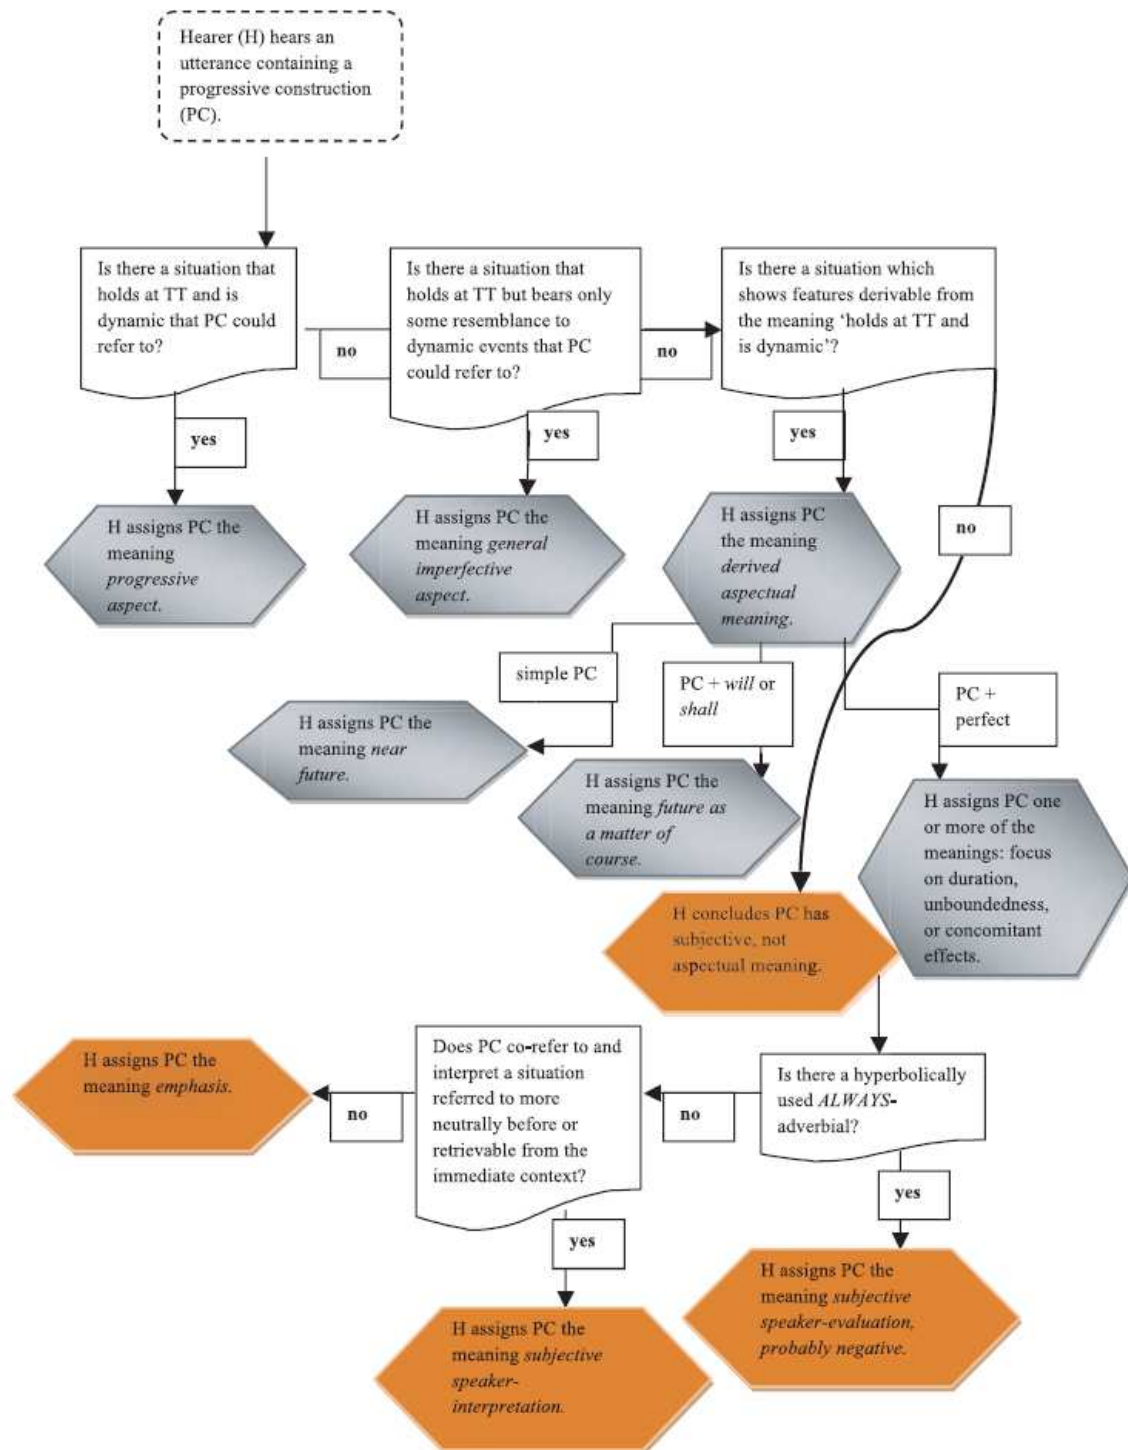 Hearer (H) hears an
utterance containing a
progressive construction
(PC).
Is there a situation that
holds at TT and is
dynamic that PC could
refer to?
no
Is there a situation that
holds at TT but bears only
some resemblance to
dynamic events that PC
could refer to?
no
Is there a situation which
shows features derivable from
the meaning ‘holds at TT and
is dynamic’?
yes
yes
yes
no
H assigns PC the
meaning
progressive
aspect.
H assigns PC the
meaning general
imperfective
aspect.
H assigns PC
the meaning
derived
aspectual
meaning.
simple PC
PC + will or
shall
PC +
perfect
H assigns PC the
meaning near
future.
H assigns PC the
meaning future as
a matter of
course.
H assigns PC one
or more of the
meanings: focus
on duration,
unboundedness,
or concomitant
effects.
H concludes PC has
subjective, not
aspectual meaning.
Is there a hyperbolically
used ALWAYS-
adverbial?
no
Does PC co-refer to and
interpret a situation
referred to more
neutrally before or
retrievable from the
immediate context?
no
H assigns PC the
meaning emphasis.
yes
yes
H assigns PC the
meaning subjective
speaker-
interpretation.
H assigns PC the
meaning subjective
speaker-evaluation,
probably negative.